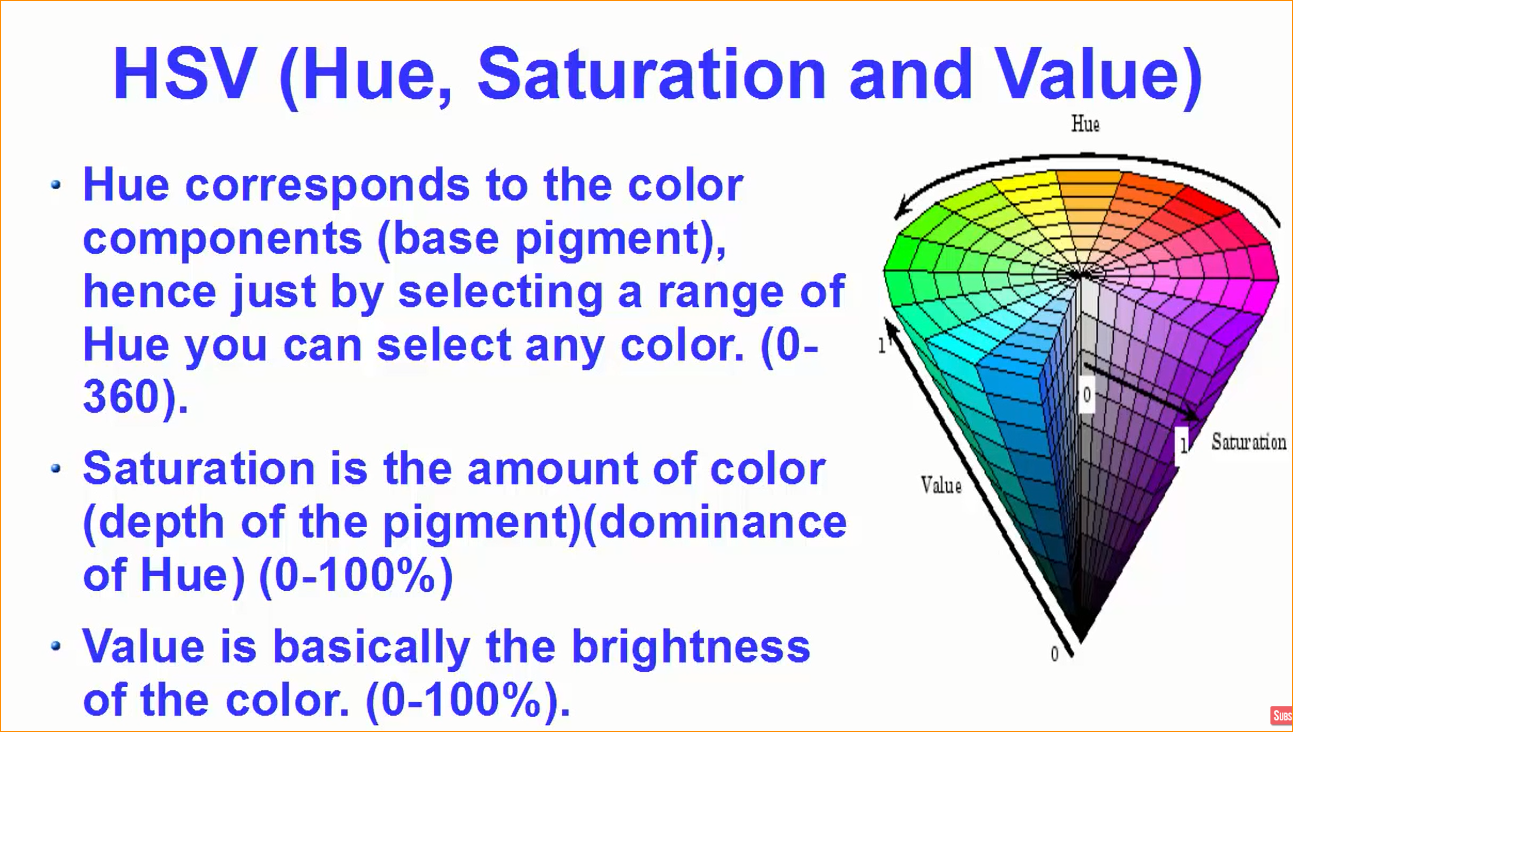 HSV (Hue, Saturation and Value)
Hue corresponds to the color
components (base pigment),
hence just by selecting a range of
Hue you can select any color. (0-
360).
Saturation is the amount of color
(depth of the pigment)(dominance
of Hue) (0-100%)
Value is basically the brightness
of the color. (0-100%).
Hue
1
0
1
Saturation
Value
0